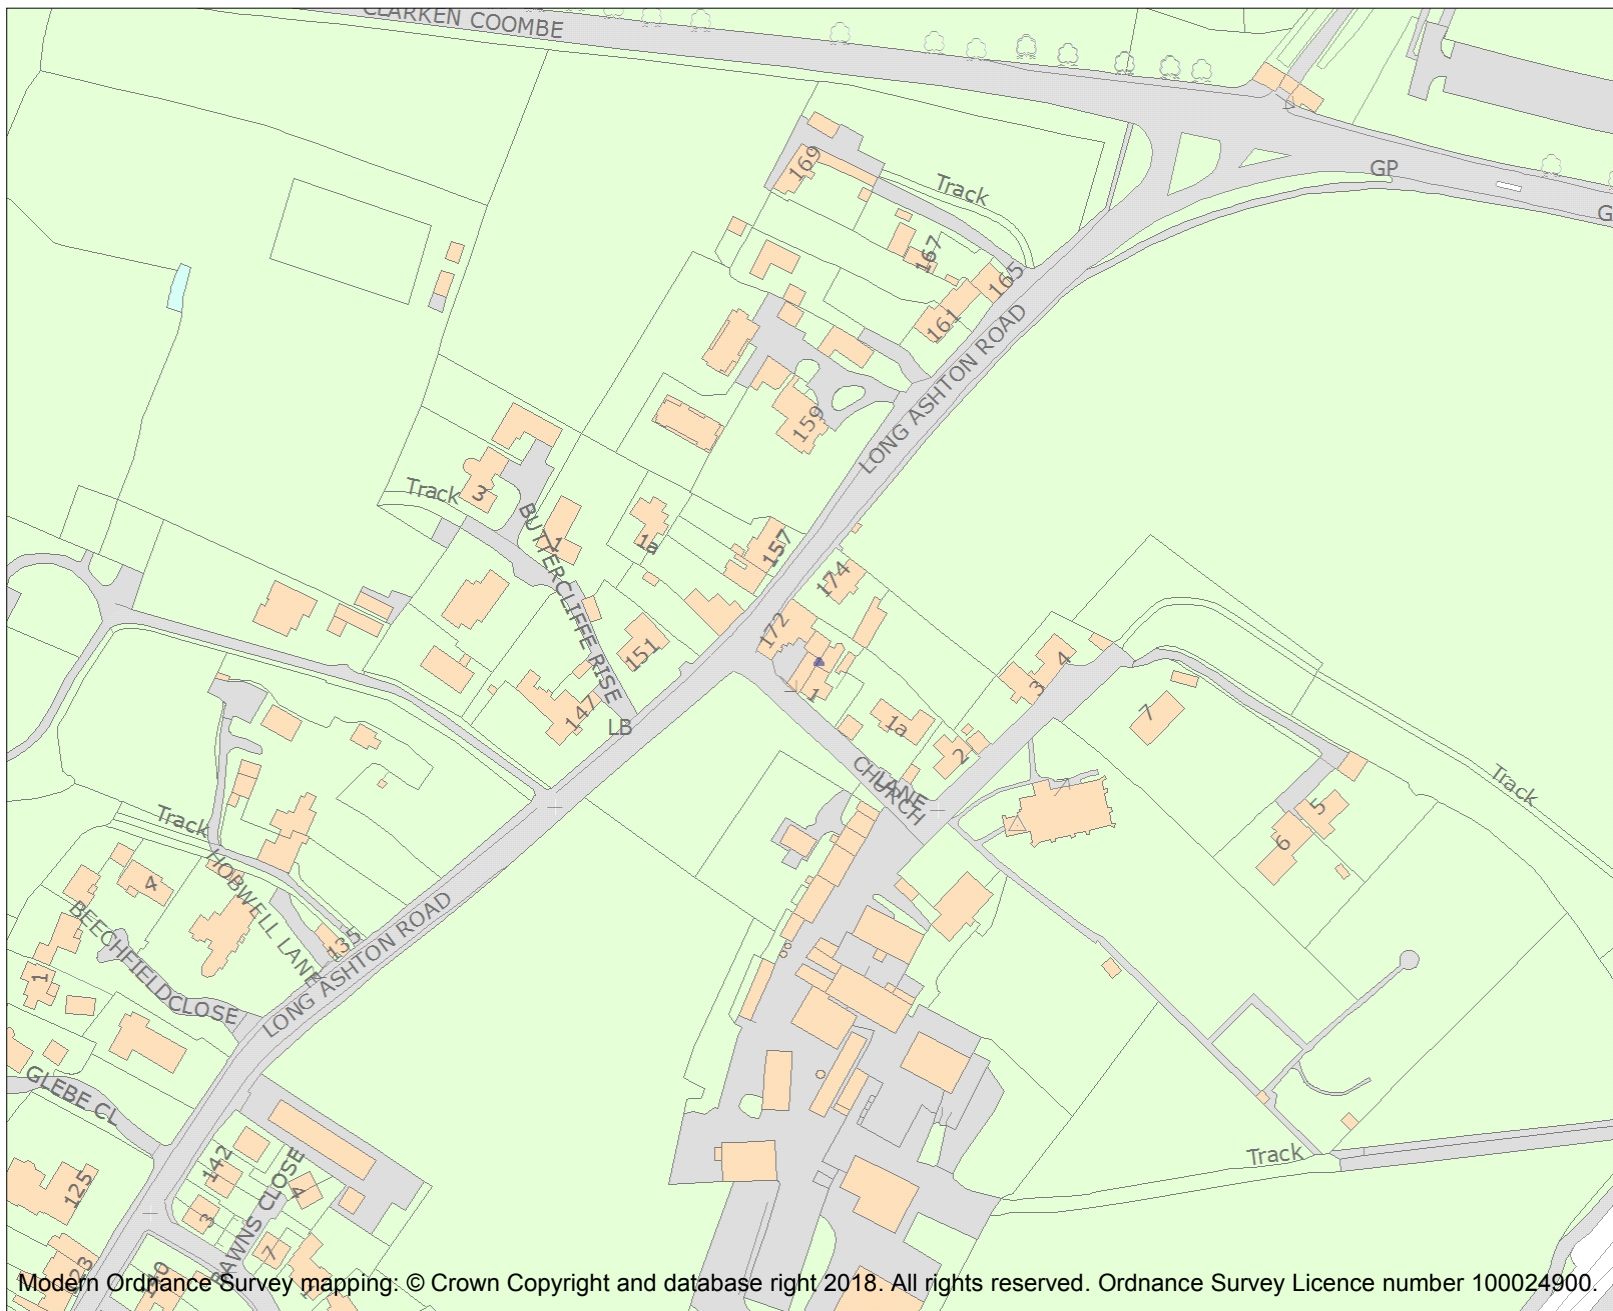 CLARKEN COOMBE
GP
G
169
Track
167
165
161
LONG ASHTON ROAD
159
3
Track
1
1a
157
174
BUTTERCLIFFE RISE
172
151
1
4
3
1a
7
147
LB
2
CHURCH
LANE
Track
Track
5
6
4
HOBWELL LANE
135
BEECHFIELD CLOSE
1
LONG ASHTON ROAD
GLEBE CL
142
4
125
3
BAWNS CLOSE
7
Track
Modern Ordnance Survey mapping: © Crown Copyright and database right 2018. All rights reserved. Ordnance Survey Licence number 100024900.